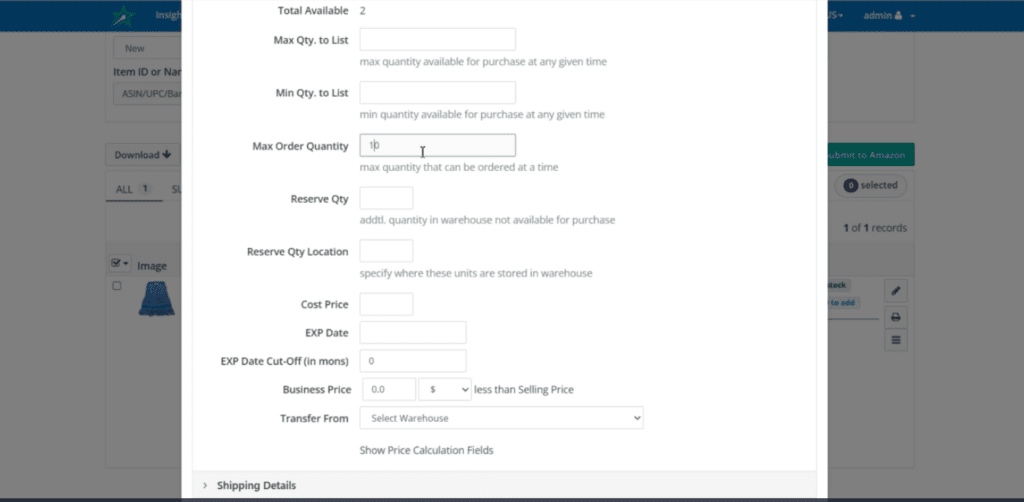 Insigh
US
admin
Total Available 2
New
Max Qty. to List
max quantity available for purchase at any given time
Item ID or Nar
ASIN/UPC/Bar
Min Qty. to List
min quantity available for purchase at any given time
Download
Max Order Quantity 10
ubmit to Amazon
max quantity that can be ordered at a time
ALL 1 SU
0 selected
Reserve Qty
addtl. quantity in warehouse not available for purchase
1 of 1 records
Reserve Qty Location
Image
specify where these units are stored in warehouse
stock
to add
Cost Price
EXP Date
EXP Date Cut-Off (in mons) 0
Business Price 0.0 $ less than Selling Price
Transfer From Select Warehouse
Show Price Calculation Fields
Shipping Details